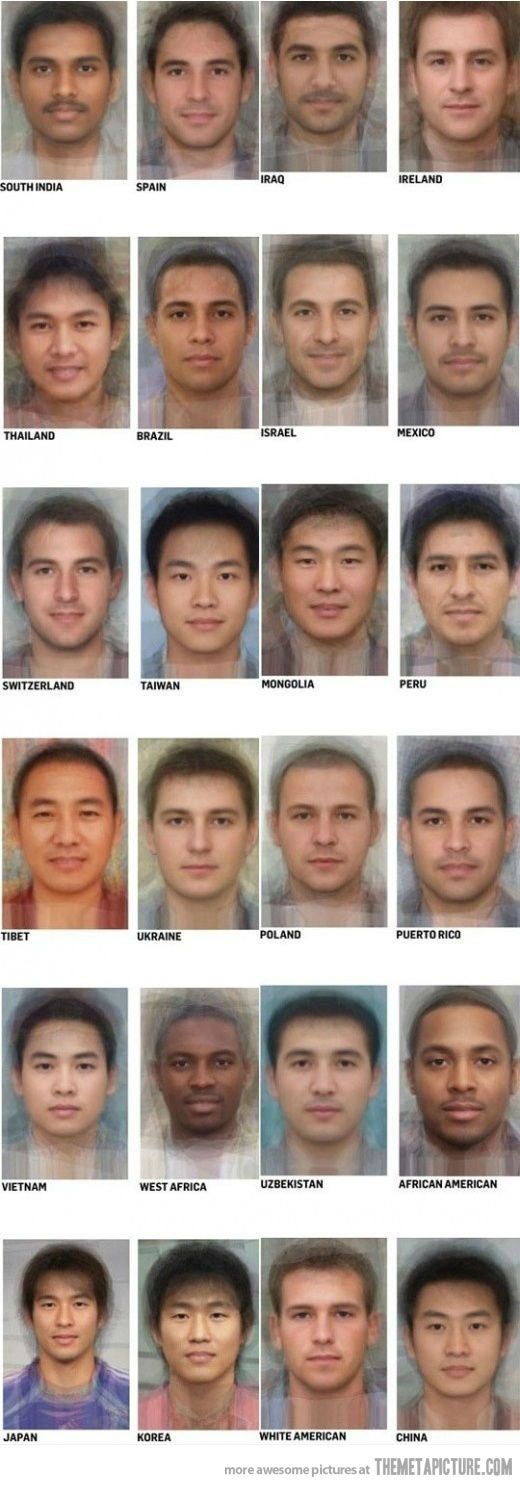 SOUTH INDIA
SPAIN
IRAQ
IRELAND
THAILAND
BRAZIL
ISRAEL
MEXICO
SWITZERLAND
TAIWAN
MONGOLIA
PERU
TIBET
UKRAINE
POLAND
PUERTO RICO
VIETNAM
WEST AFRICA
UZBEKISTAN
AFRICAN AMERICAN
JAPAN
KOREA
WHITE AMERICAN
CHINA
more awesome pictures at THEMETAPICTURE.COM